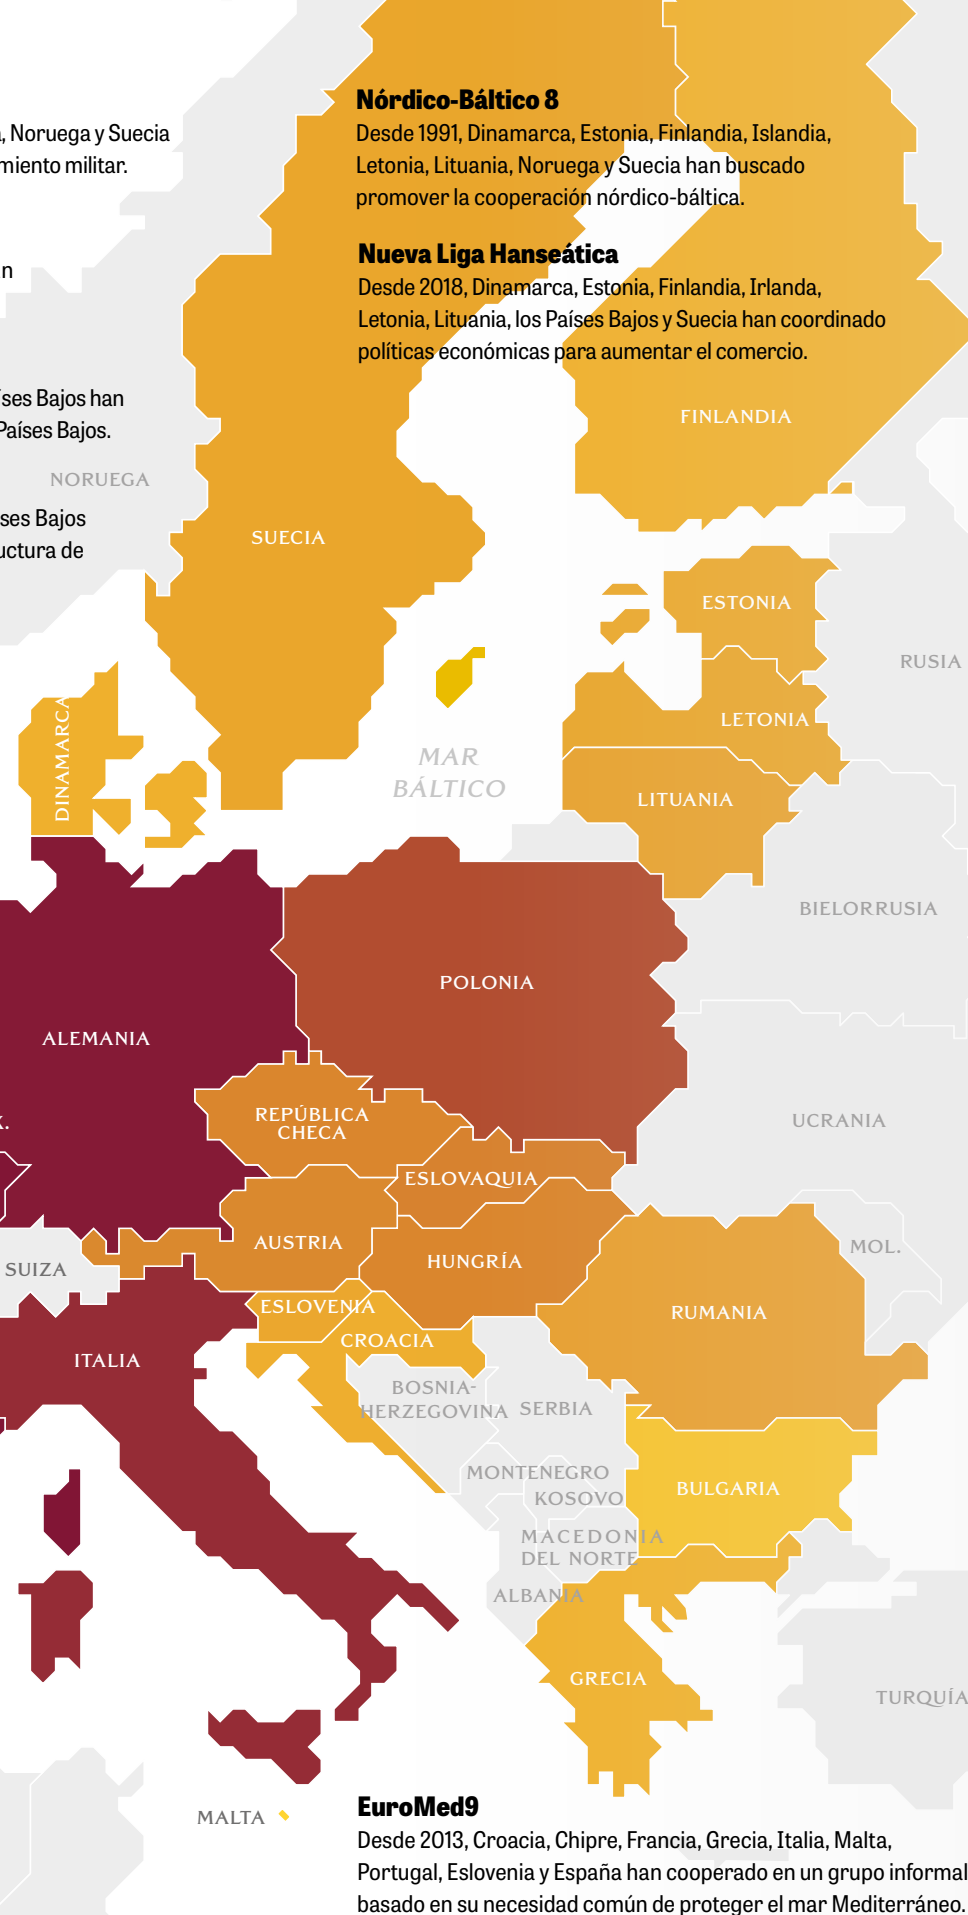 , Noruega y Suecia
miento militar.
n
ses Bajos han
Países Bajos.
ses Bajos
uctura de
Nórdico-Báltico 8
Desde 1991, Dinamarca, Estonia, Finlandia, Islandia,
Letonia, Lituania, Noruega y Suecia han buscado
promover la cooperación nórdico-báltica.
Nueva Liga Hanseática
Desde 2018, Dinamarca, Estonia, Finlandia, Irlanda,
Letonia, Lituania, los Países Bajos y Suecia han coordinado
políticas económicas para aumentar el comercio.
FINLANDIA
NORUEGA
SUECIA
ESTONIA
RUSIA
LETONIA
DINAMARCA
MAR
BÁLTICO
LITUANIA
BIELORRUSIA
POLONIA
ALEMANIA
X.
REPÚBLICA
CHECA
UCRANIA
ESLOVAQUIA
AUSTRIA
HUNGRÍA
MOL.
SUIZA
ESLOVENIA
RUMANIA
CROACIA
ITALIA
BOSNIA-
HERZEGOVINA
SERBIA
MONTENEGRO
KOSOVO
BULGARIA
MACEDONIA
DEL NORTE
ALBANIA
GRECIA
TURQUÍA
MALTA
EuroMed9
Desde 2013, Croacia, Chipre, Francia, Grecia, Italia, Malta,
Portugal, Eslovenia y España han cooperado en un grupo informal
basado en su necesidad común de proteger el mar Mediterráneo.